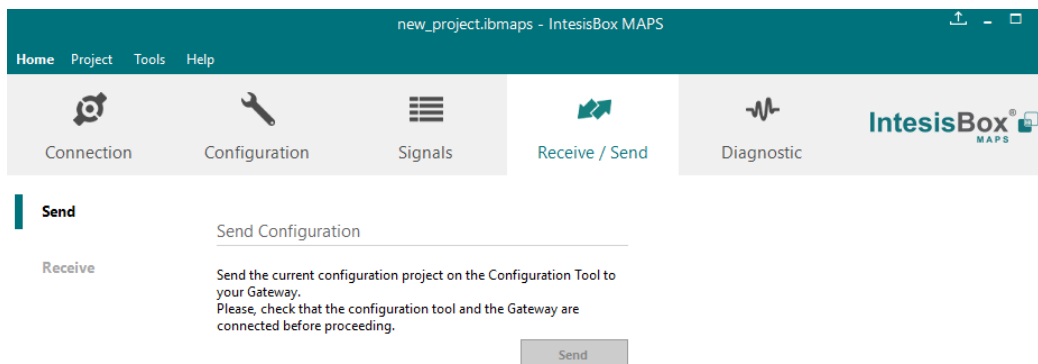 new_project.ibmaps - IntesisBox MAPS
Home Project Tools Help
Connection Configuration Signals Receive / Send Diagnostic IntesisBox® MAPS
Send
Send Configuration
Receive
Send the current configuration project on the Configuration Tool to
your Gateway.
Please, check that the configuration tool and the Gateway are
connected before proceeding.
Send